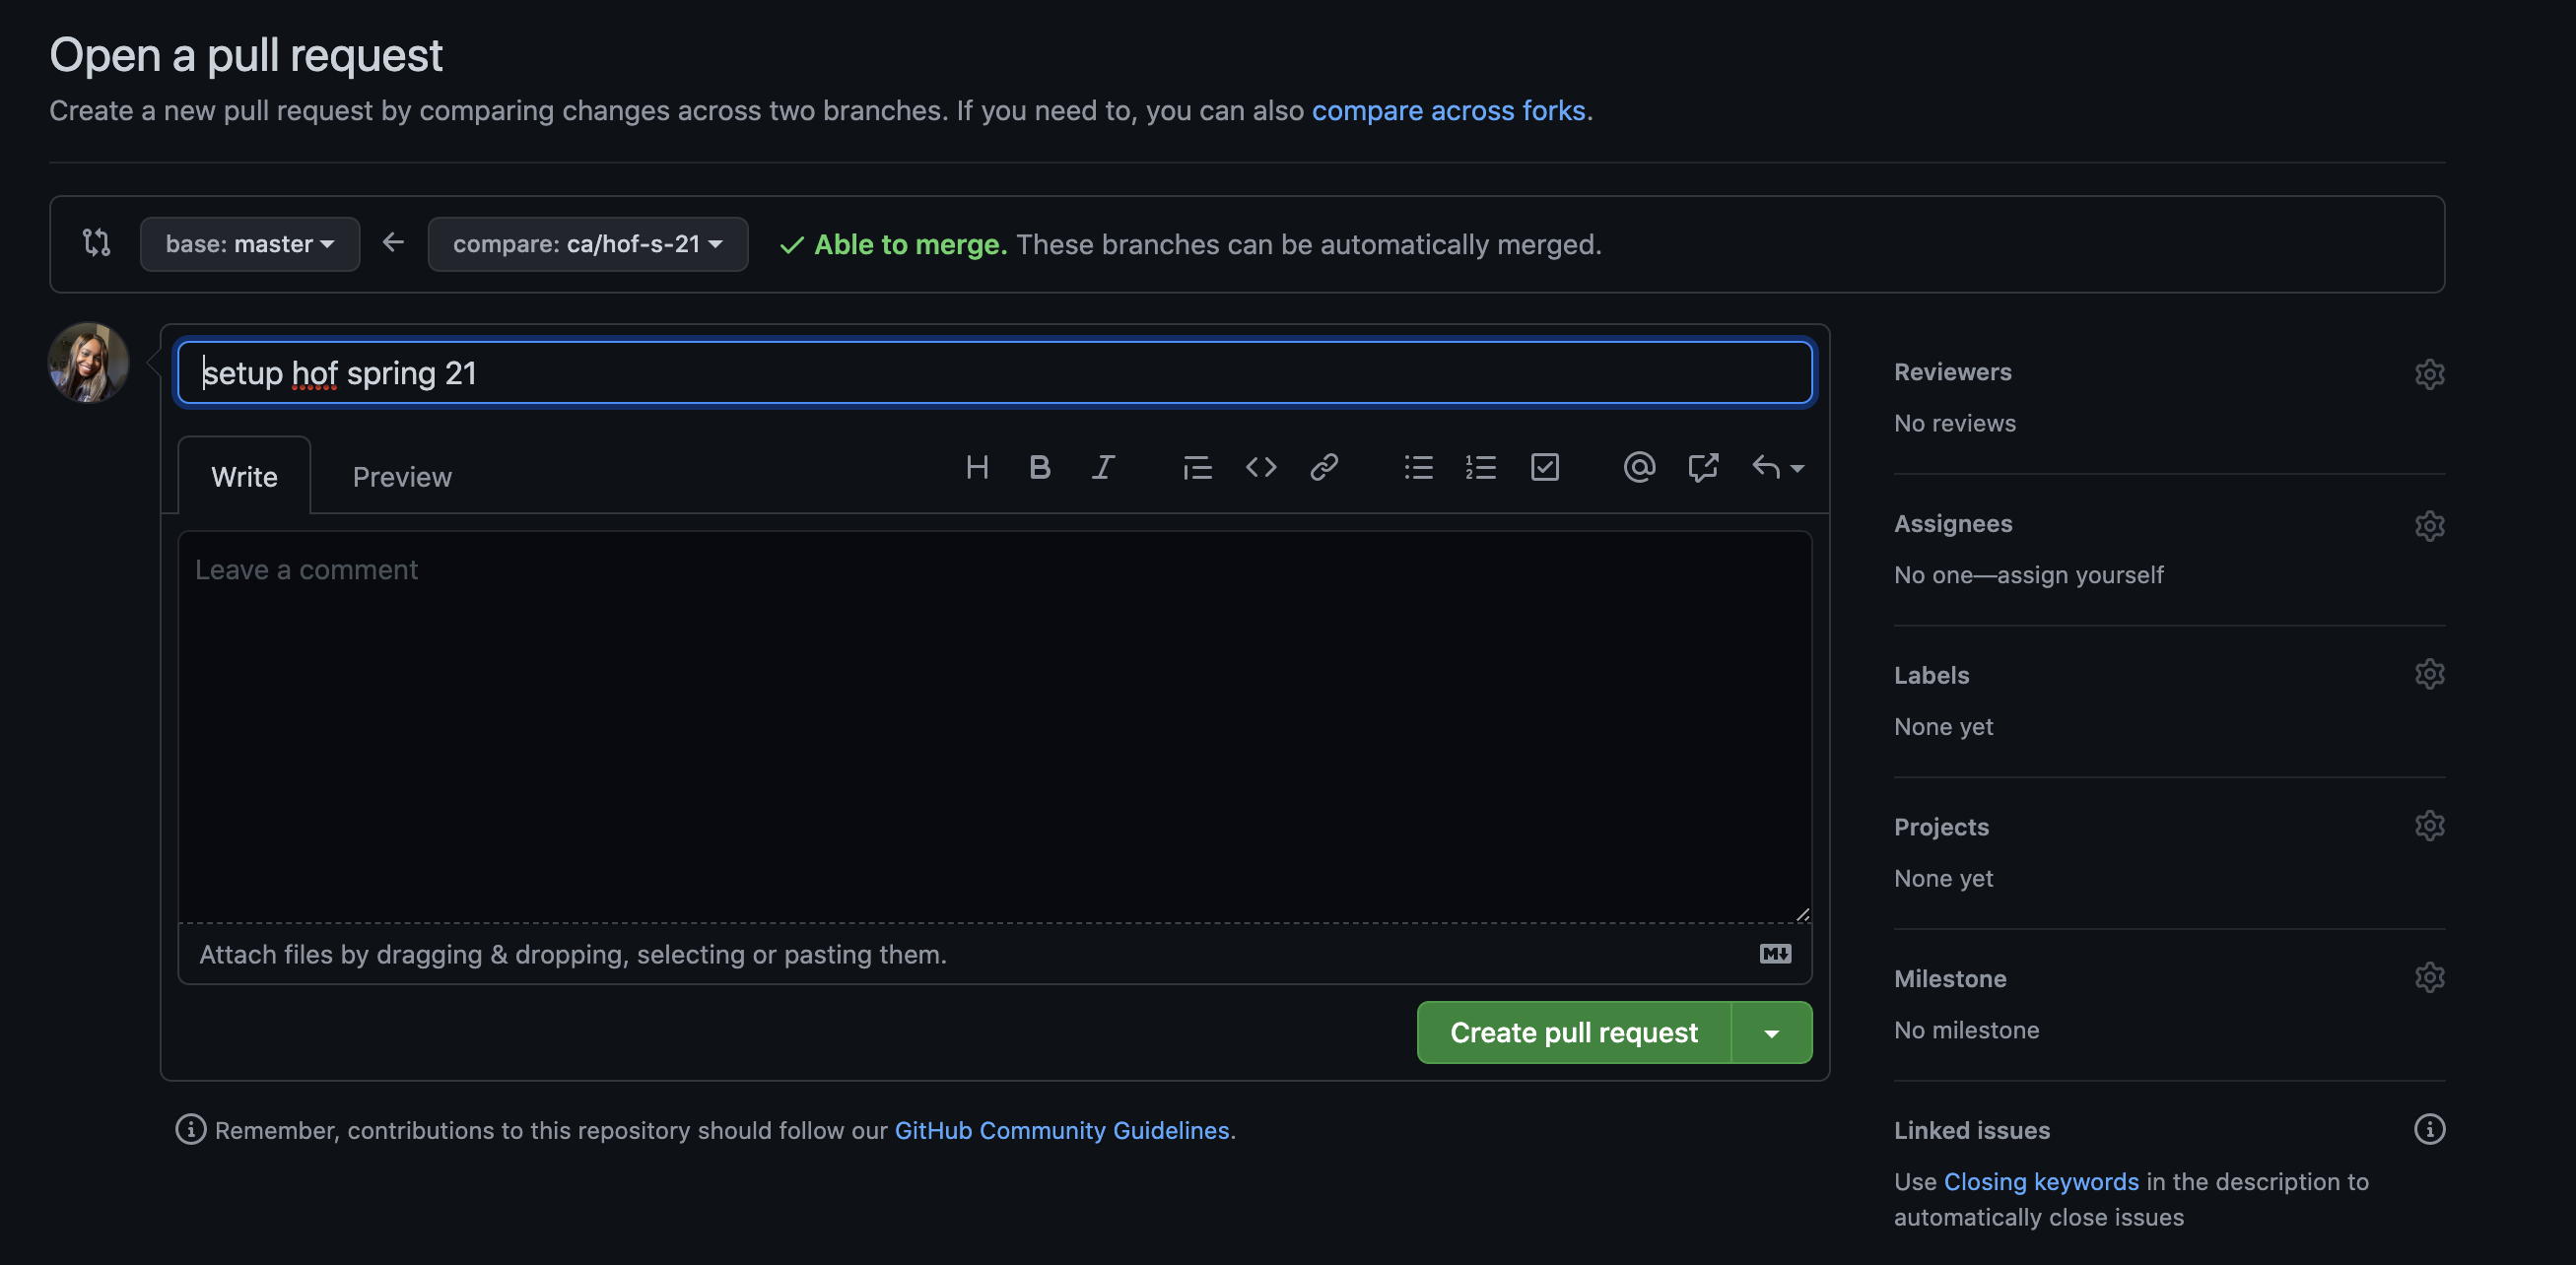 Open a pull request
Create a new pull request by comparing changes across two branches. If you need to, you can also compare across forks.
base: master
compare: ca/hof-s-21
Able to merge. These branches can be automatically merged.
setup hof spring 21
Write
Preview
Leave a comment
Attach files by dragging & dropping, selecting or pasting them.
Create pull request
Remember, contributions to this repository should follow our GitHub Community Guidelines.
Reviewers
No reviews
Assignees
No one—assign yourself
Labels
None yet
Projects
None yet
Milestone
No milestone
Linked issues
Use Closing keywords in the description to
automatically close issues